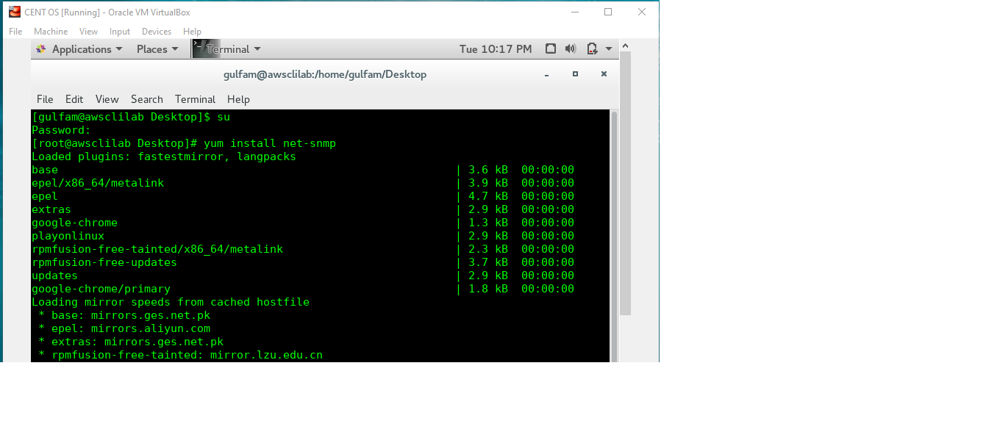 CENT OS [Running] - Oracle VM VirtualBox
File Machine View Input Devices Help
Applications Places Terminal Tue 10:17 PM
gulfam@awsclilab:/home/gulfam/Desktop
File Edit View Search Terminal Help
[gulfam@awsclilab Desktop]$ su
Password:
[root@awsclilab Desktop]# yum install net-snmp
Loaded plugins: fastestmirror, langpacks
base | 3.6 kB 00:00:00
epel/x86_64/metalink | 3.9 kB 00:00:00
epel | 4.7 kB 00:00:00
extras | 2.9 kB 00:00:00
google-chrome | 1.3 kB 00:00:00
playonlinux | 2.9 kB 00:00:00
rpmfusion-free-tainted/x86_64/metalink | 2.3 kB 00:00:00
rpmfusion-free-updates | 3.7 kB 00:00:00
updates | 2.9 kB 00:00:00
google-chrome/primary | 1.8 kB 00:00:00
Loading mirror speeds from cached hostfile
* base: mirrors.ges.net.pk
* epel: mirrors.aliyun.com
* extras: mirrors.ges.net.pk
* rpmfusion-free-tainted: mirror.lzu.edu.cn